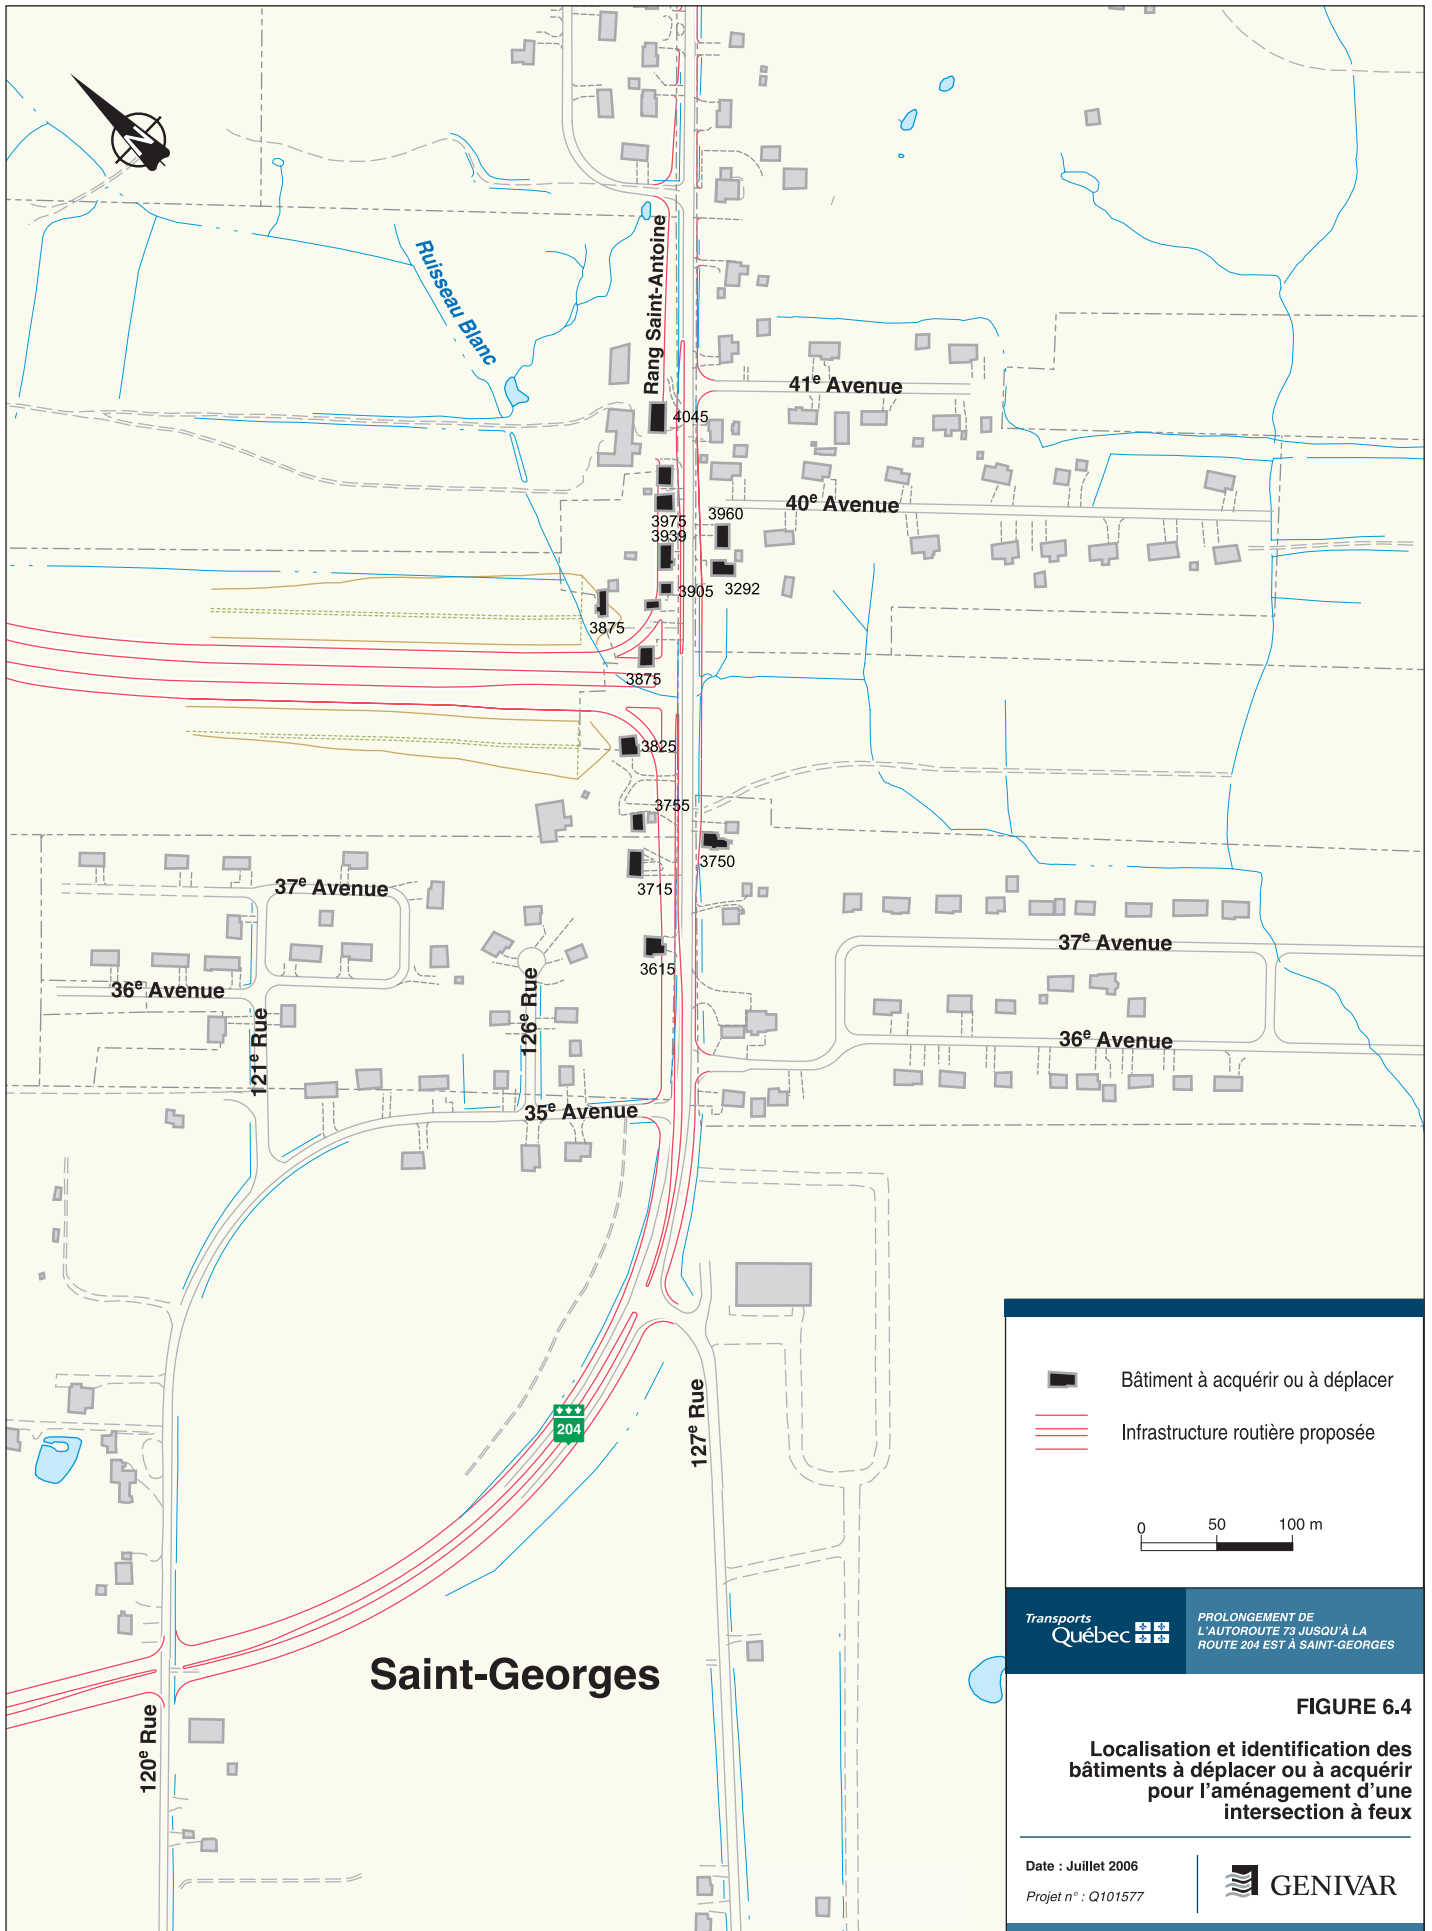 N
Ruisseau Blanc
Rang Saint-Antoine
41e Avenue
4045
40e Avenue
3975
3960
3939
3905
3292
3875
3875
3825
3755
3750
3715
37e Avenue
3615
37e Avenue
36e Avenue
126e Rue
121e Rue
36e Avenue
35e Avenue
127e Rue
204
Saint-Georges
120e Rue
Bâtiment à acquérir ou à déplacer
Infrastructure routière proposée
0 50 100 m
Transports
Québec
PROLONGEMENT DE
L'AUTOROUTE 73 JUSQU'À LA
ROUTE 204 EST À SAINT-GEORGES
FIGURE 6.4
Localisation et identification des
bâtiments à déplacer ou à acquérir
pour l'aménagement d'une
intersection à feux
Date : Juillet 2006
Projet n° : Q101577
GENIVAR